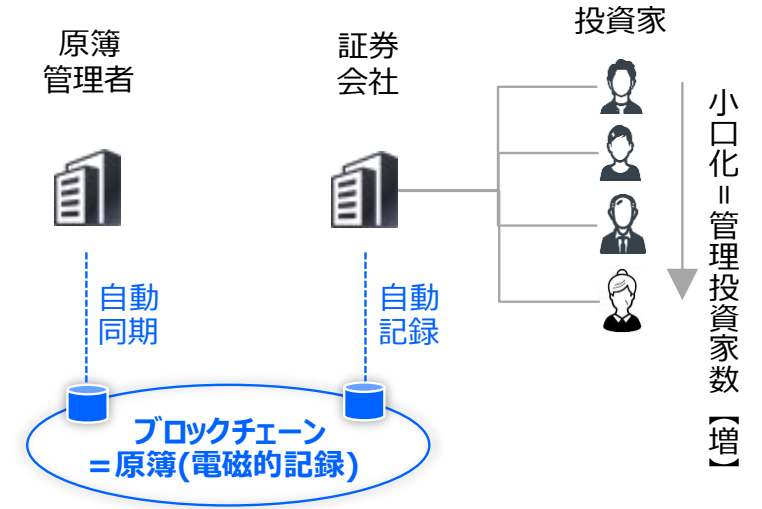 原簿
管理者
証券
会社
投資家
自動
同期
自動
記録
ブロックチェーン
=原簿(電磁的記録)
小口化=管理投資家数【増】